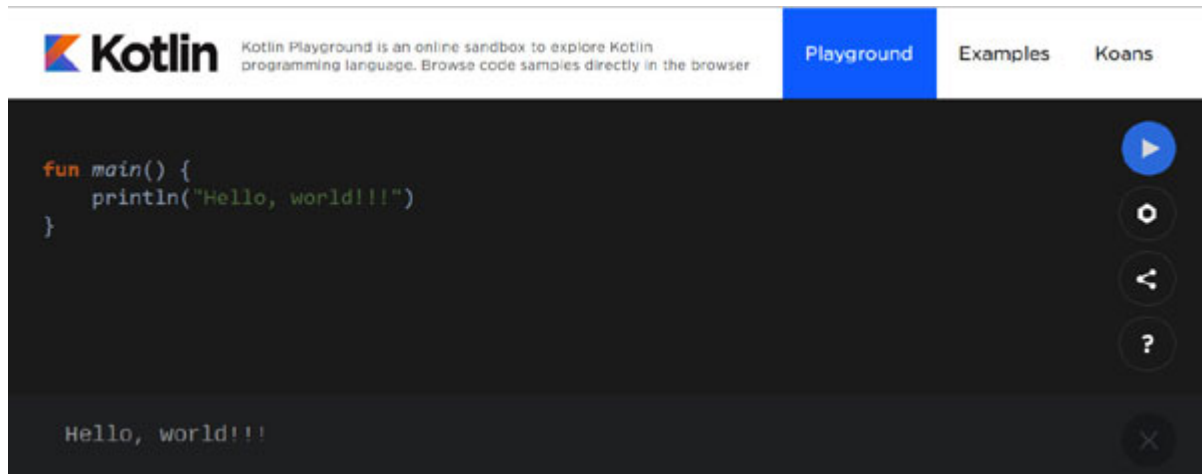 Kotlin
Kotlin Playground is an online sandbox to explore Kotlin
programming language. Browse code samples directly in the browser
Playground
Examples
Koans
fun main() {
    println("Hello, world!!!")
}
?
Hello, world!!!